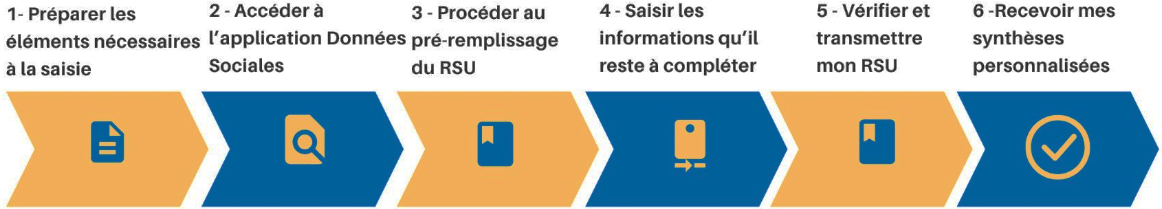 1- Préparer les
éléments nécessaires
à la saisie
2 - Accéder à
l’application Données
Sociales
3 - Procéder au
pré-remplissage
du RSU
4 - Saisir les
informations qu’il
reste à compléter
5 - Vérifier et
transmettre
mon RSU
6 -Recevoir mes
synthèses
personnalisées